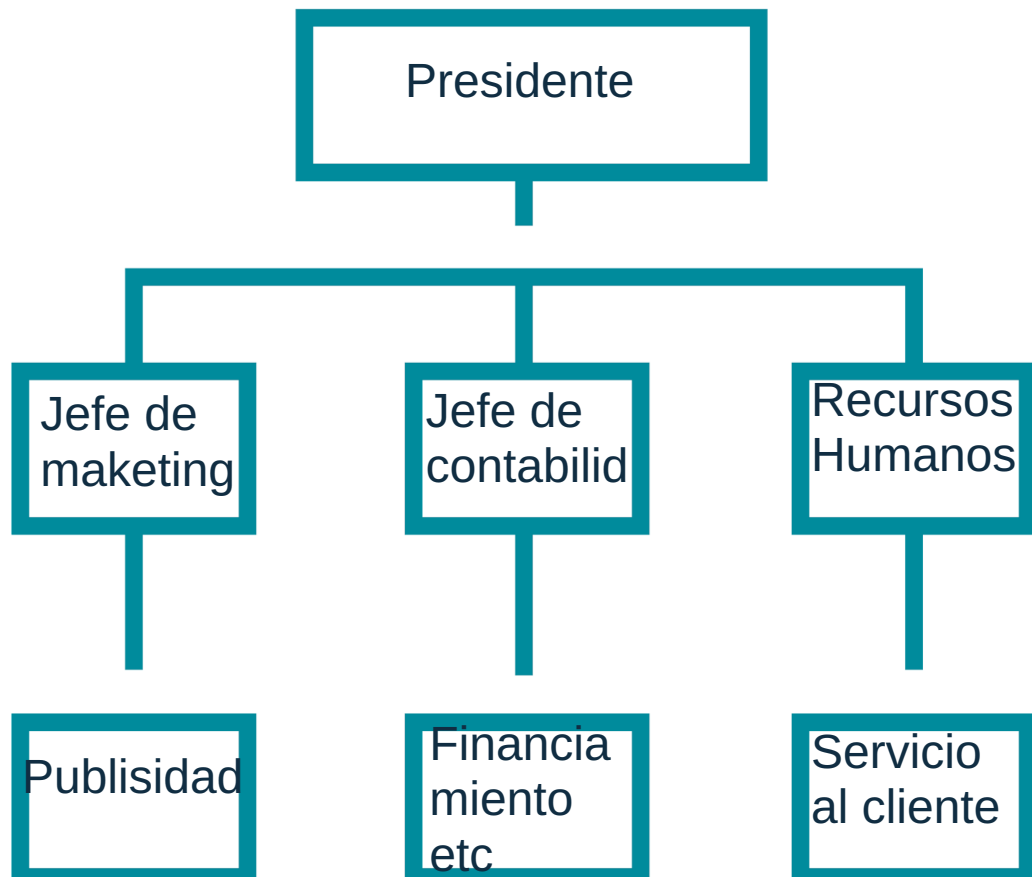 Presidente
Jefe de
maketing
Jefe de
contabilid
Recursos
Humanos
Publisidad
Financia
miento
etc
Servicio
al cliente